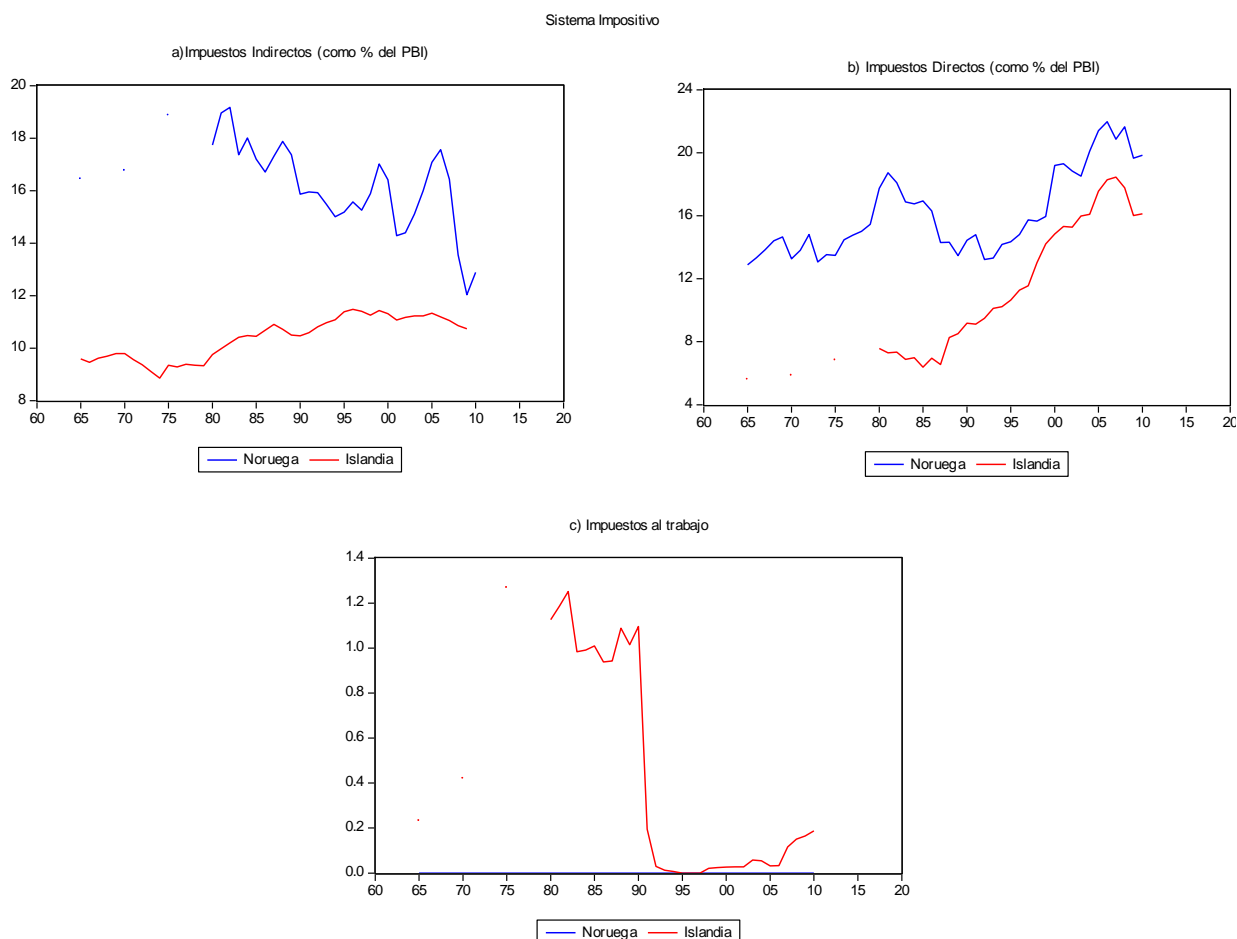 Sistema Impositivo
a)Impuestos Indirectos (como % del PBI)
20
18
16
14
12
10
8
60 65 70 75 80 85 90 95 00 05 10 15 20
Noruega Islandia
b) Impuestos Directos (como % del PBI)
24
20
16
12
8
4
60 65 70 75 80 85 90 95 00 05 10 15 20
Noruega Islandia
c) Impuestos al trabajo
1.4
1.2
1.0
0.8
0.6
0.4
0.2
0.0
60 65 70 75 80 85 90 95 00 05 10 15 20
Noruega Islandia